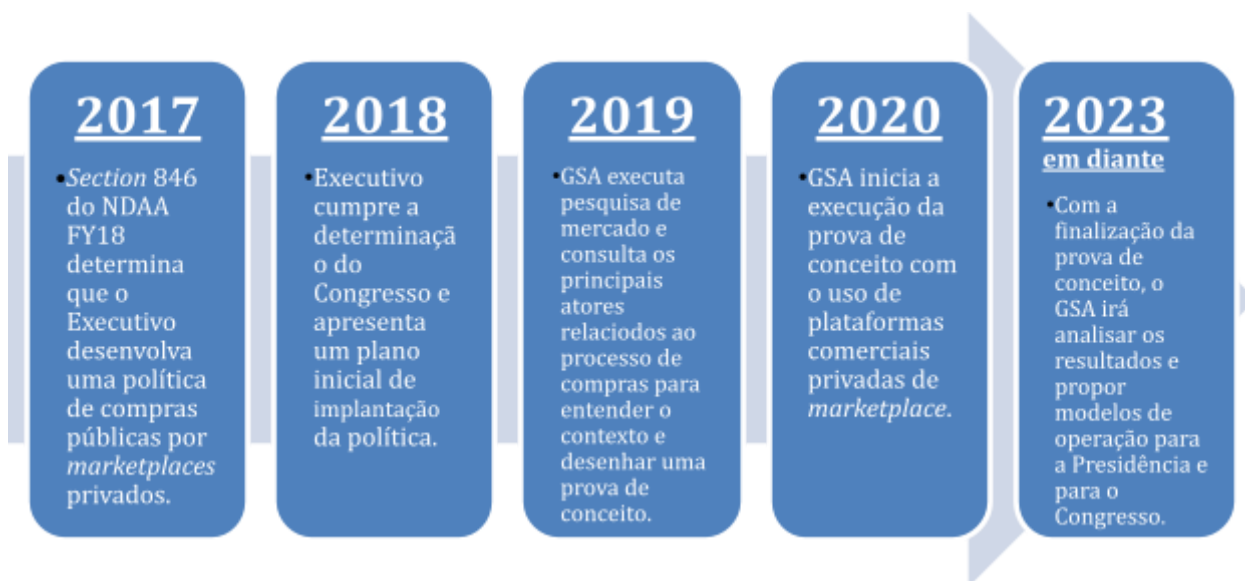 2017
•Section 846
do NDAA
FY18
determina
que o
Executivo
desenvolva
uma política
de compras
públicas por
marketplaces
privados.
2018
•Executivo
cumpre a
determinaçã
o do
Congresso e
apresenta
um plano
inicial de
implantação
da política.
2019
•GSA executa
pesquisa de
mercado e
consulta os
principais
atores
relaciodos ao
processo de
compras para
entender o
contexto e
desenhar uma
prova de
conceito.
2020
•GSA inicia a
execução da
prova de
conceito com
o uso de
plataformas
comerciais
privadas de
marketplace.
2023
em diante
•Com a
finalização da
prova de
conceito, o
GSA irá
analisar os
resultados e
propor
modelos de
operação para
a Presidência e
para o
Congresso.